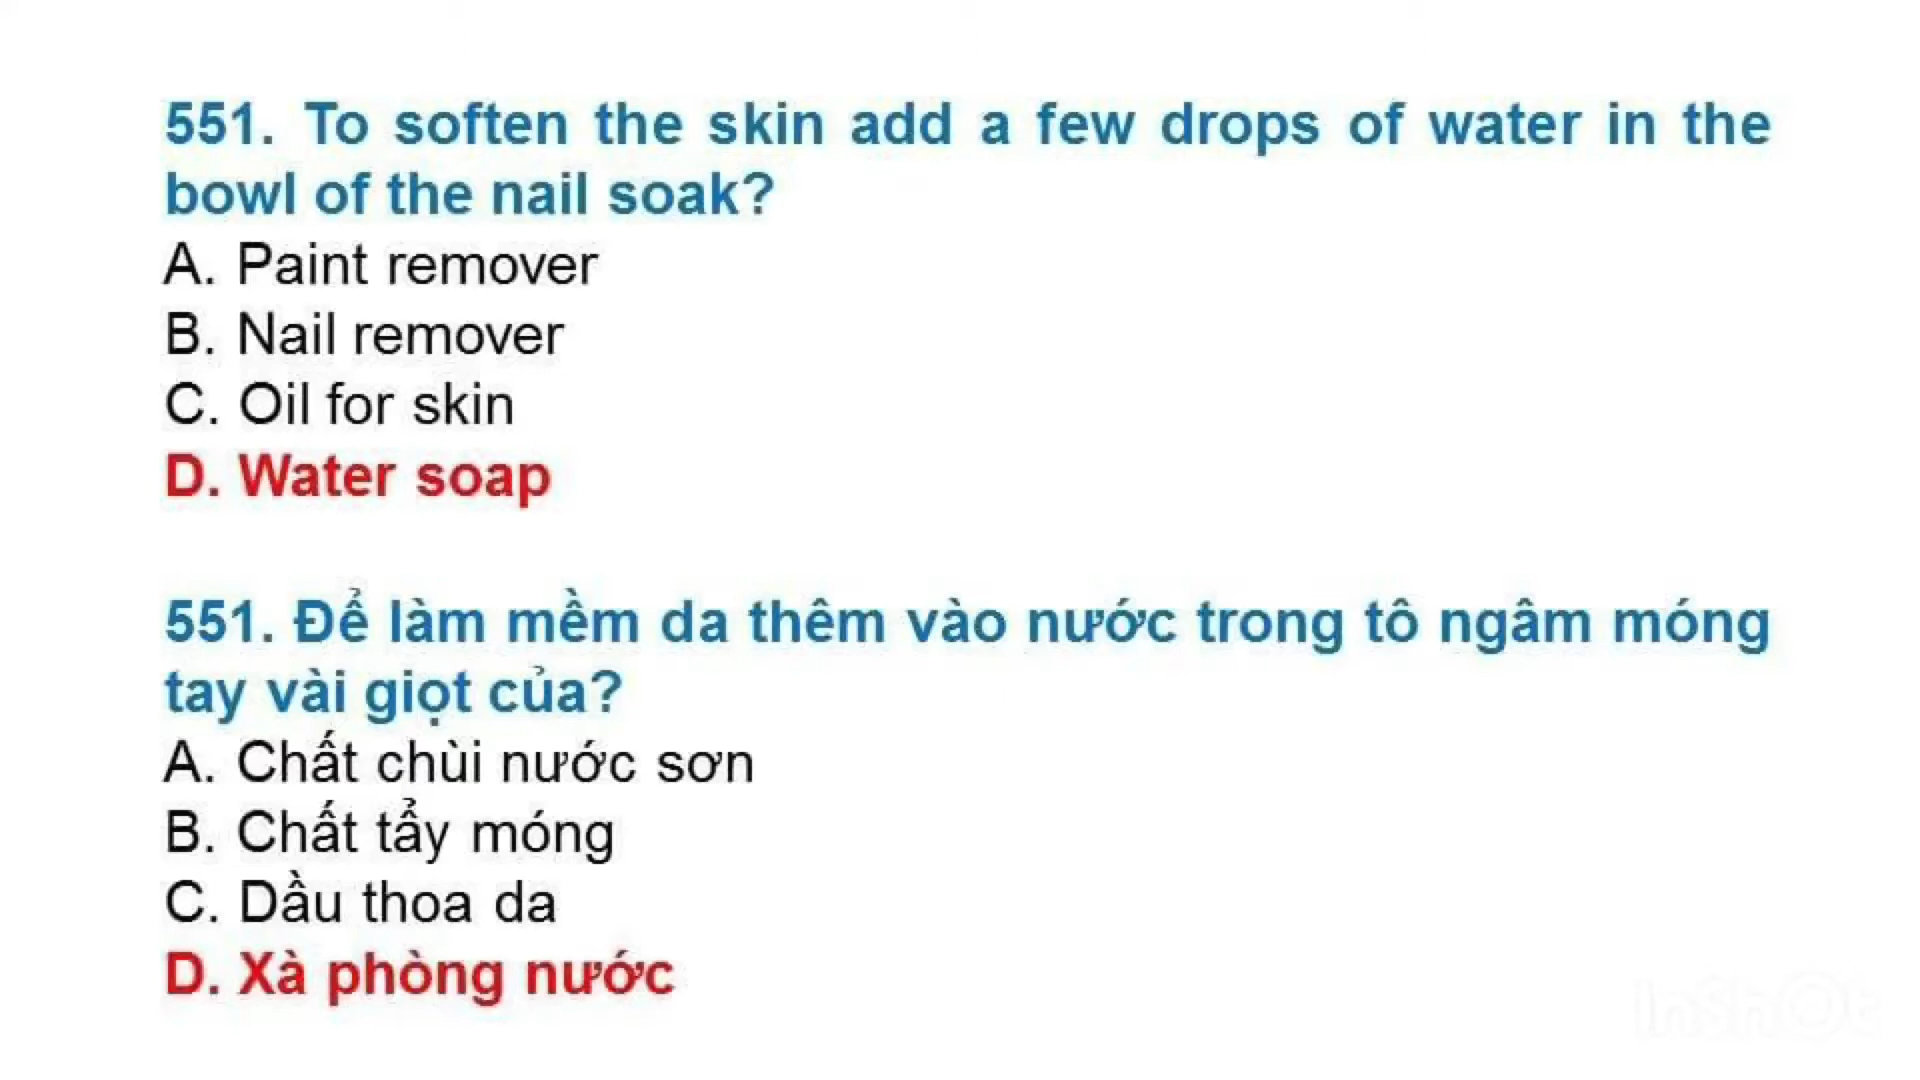 551. To soften the skin add a few drops of water in the
bowl of the nail soak?
A. Paint remover
B. Nail remover
C. Oil for skin
D. Water soap
551. Để làm mềm da thêm vào nước trong tô ngâm móng
tay vài giọt của?
A. Chất chùi nước sơn
B. Chất tẩy móng
C. Dầu thoa da
D. Xà phòng nước
InShOt